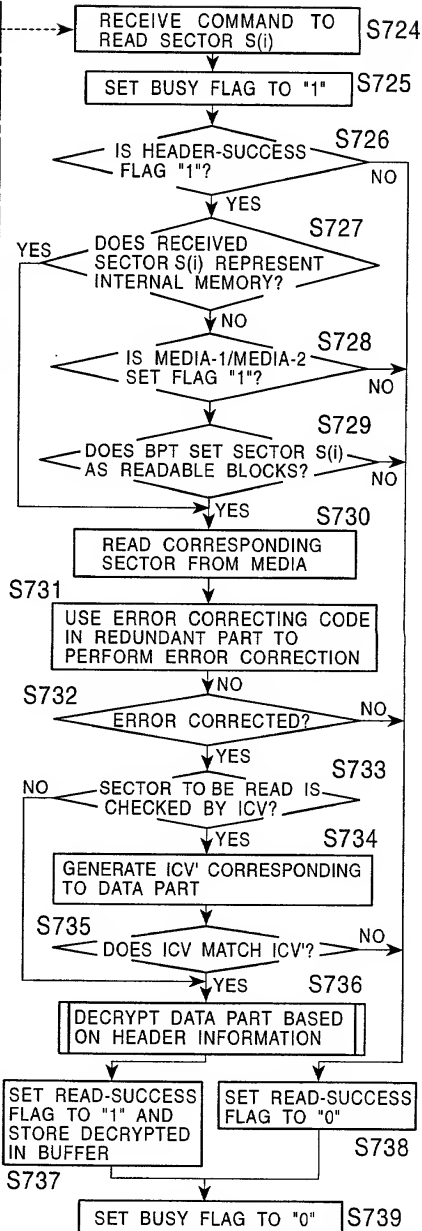 RECEIVE COMMAND TO
READ SECTOR S(i)
S724
SET BUSY FLAG TO "1"
S725
S726
IS HEADER-SUCCESS
FLAG "1"?
NO
YES
S727
YES
DOES RECEIVED
SECTOR S(i) REPRESENT
INTERNAL MEMORY?
NO
S728
IS MEDIA-1/MEDIA-2
SET FLAG "1"?
NO
S729
DOES BPT SET SECTOR S(i)
AS READABLE BLOCKS?
NO
YES
S730
READ CORRESPONDING
SECTOR FROM MEDIA
S731
USE ERROR CORRECTING CODE
IN REDUNDANT PART TO
PERFORM ERROR CORRECTION
NO
S732
ERROR CORRECTED?
NO
YES
S733
NO
SECTOR TO BE READ IS
CHECKED BY ICV?
YES
S734
GENERATE ICV' CORRESPONDING
TO DATA PART
S735
DOES ICV MATCH ICV'?
NO
YES
S736
DECRYPT DATA PART BASED
ON HEADER INFORMATION
SET READ-SUCCESS
FLAG TO "1" AND
STORE DECRYPTED
IN BUFFER
S737
SET READ-SUCCESS
FLAG TO "0"
S738
SET BUSY FLAG TO "0"
S739